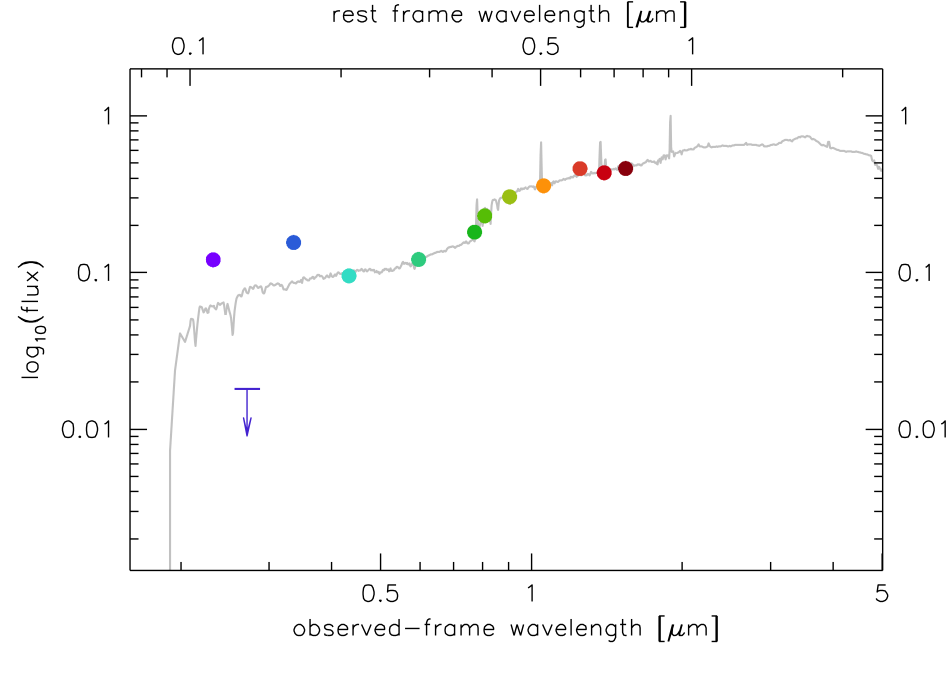 rest frame wavelength [μm]
0.1 0.5 1
1 1
0.1 0.1
0.01 0.01
log10(flux)
0.5 1 5
observed-frame wavelength [μm]